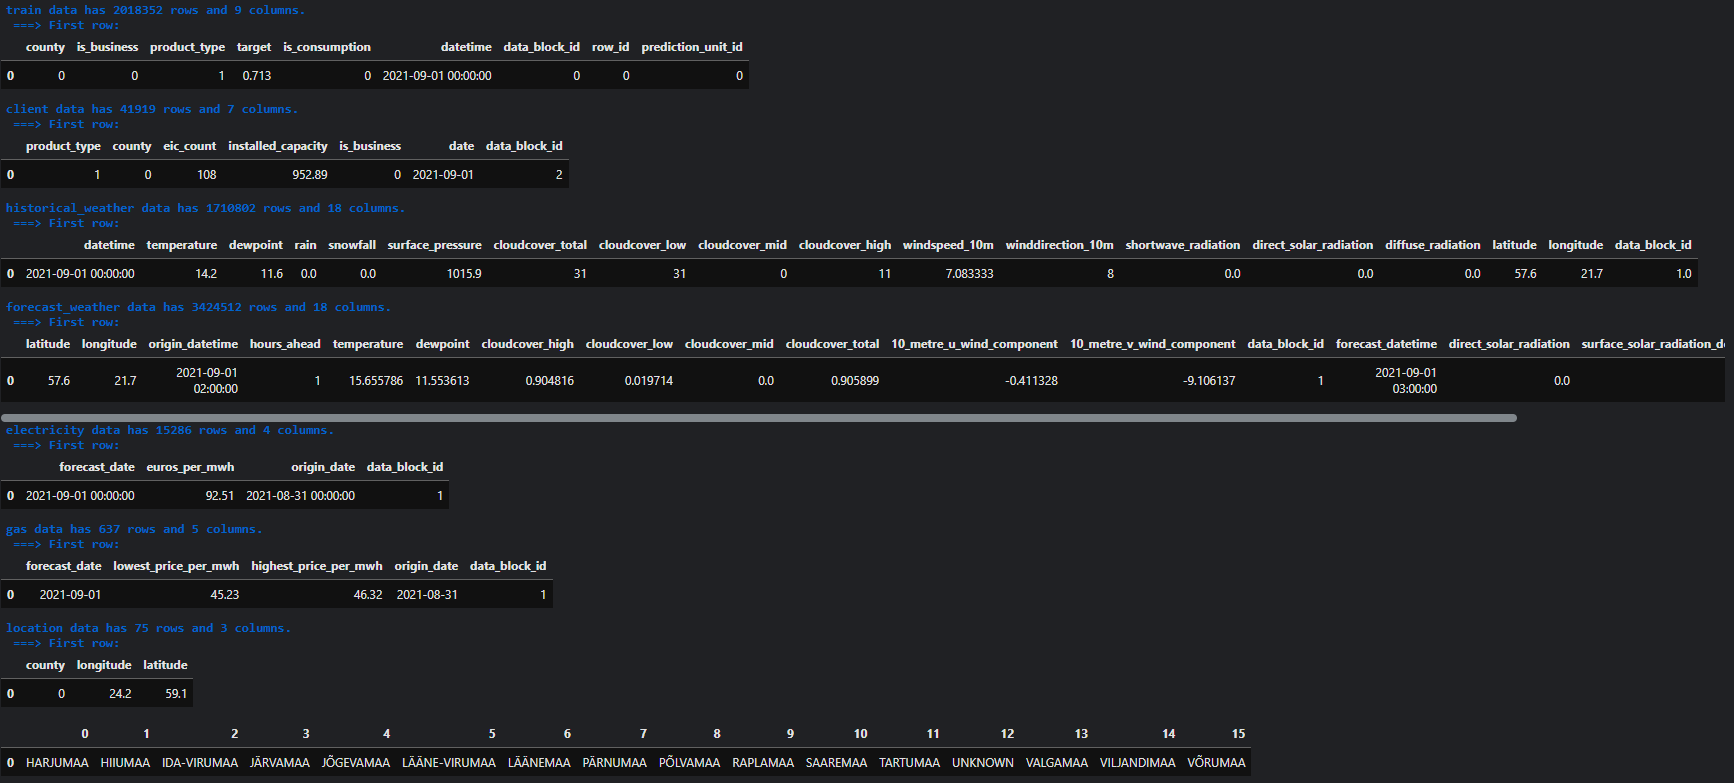 train data has 2018352 rows and 9 columns.
===> First row:
county is_business product_type target is_consumption datetime data_block_id row_id prediction_unit_id
0 0 0 1 0.713 0 2021-09-01 00:00:00 0 0 0
client data has 41919 rows and 7 columns.
===> First row:
product_type county eic_count installed_capacity is_business date data_block_id
0 1 0 108 952.89 0 2021-09-01 2
historical_weather data has 1710802 rows and 18 columns.
===> First row:
datetime temperature dewpoint rain snowfall surface_pressure cloudcover_total cloudcover_low cloudcover_mid cloudcover_high windspeed_10m winddirection_10m shortwave_radiation direct_solar_radiation diffuse_radiation latitude longitude data_block_id
0 2021-09-01 00:00:00 14.2 11.6 0.0 0.0 1015.9 31 31 0 11 7.083333 8 0.0 0.0 0.0 57.6 21.7 1.0
forecast_weather data has 3424512 rows and 18 columns.
===> First row:
latitude longitude origin_datetime hours_ahead temperature dewpoint cloudcover_high cloudcover_low cloudcover_mid cloudcover_total 10_metre_u_wind_component 10_metre_v_wind_component data_block_id forecast_datetime direct_solar_radiation surface_solar_radiation_d
0 57.6 21.7 2021-09-01 02:00:00 1 15.655786 11.553613 0.904816 0.019714 0.0 0.905899 -0.411328 -9.106137 1 2021-09-01 03:00:00 0.0
electricity data has 15286 rows and 4 columns.
===> First row:
forecast_date euros_per_mwh origin_date data_block_id
0 2021-09-01 00:00:00 92.51 2021-08-31 00:00:00 1
gas data has 637 rows and 5 columns.
===> First row:
forecast_date lowest_price_per_mwh highest_price_per_mwh origin_date data_block_id
0 2021-09-01 45.23 46.32 2021-08-31 1
location data has 75 rows and 3 columns.
===> First row:
county longitude latitude
0 0 24.2 59.1
0 1 2 3 4 5 6 7 8 9 10 11 12 13 14 15
0 HARJUMAA HIIUMAA IDA-VIRUMAA JÄRVAMAA JÕGEVAMAA LÄÄNE-VIRUMAA LÄÄNEMAA PÄRNUMAA PÕLVAMAA RAPLAMAA SAAREMAA TARTUMAA UNKNOWN VALGAMAA VILJANDIMAA VÕRUMAA